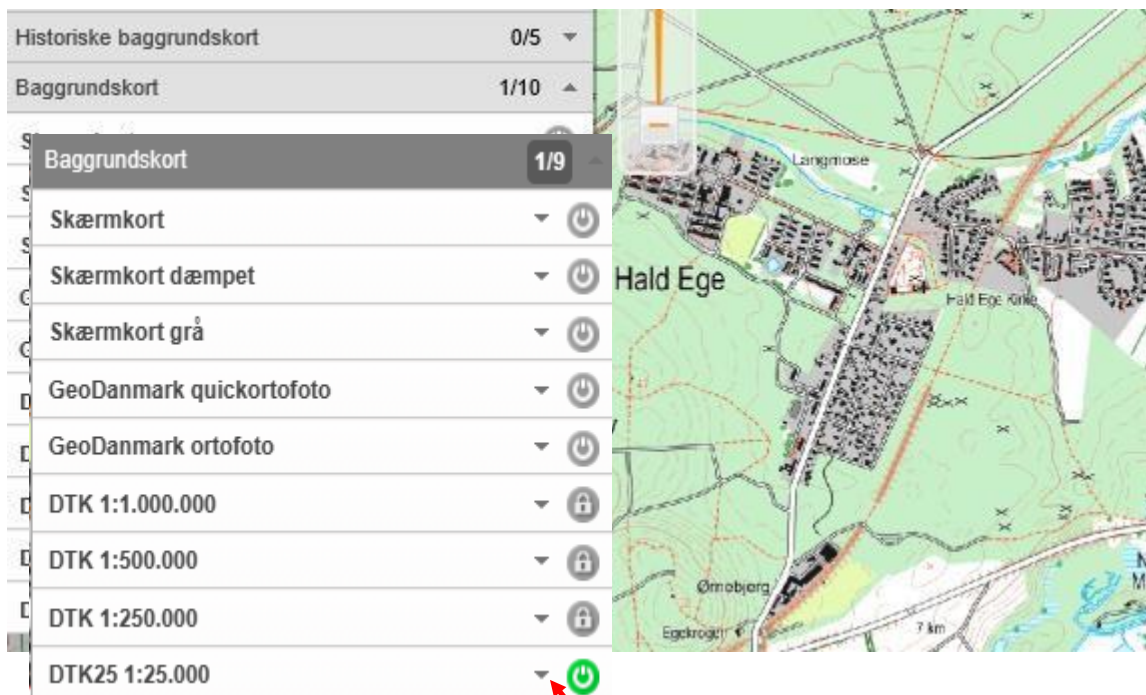 Historiske baggrundskort 0/5
Baggrundskort 1/10
Baggrundskort 1/9
Skærmkort
Skærmkort dæmpet
Skærmkort grå
GeoDanmark quickortofoto
GeoDanmark ortofoto
DTK 1:1.000.000
DTK 1:500.000
DTK 1:250.000
DTK25 1:25.000
Langmose
Hald Ege
Hald Ege Kirke
Ørnebjerg
Egekrogen
7 km